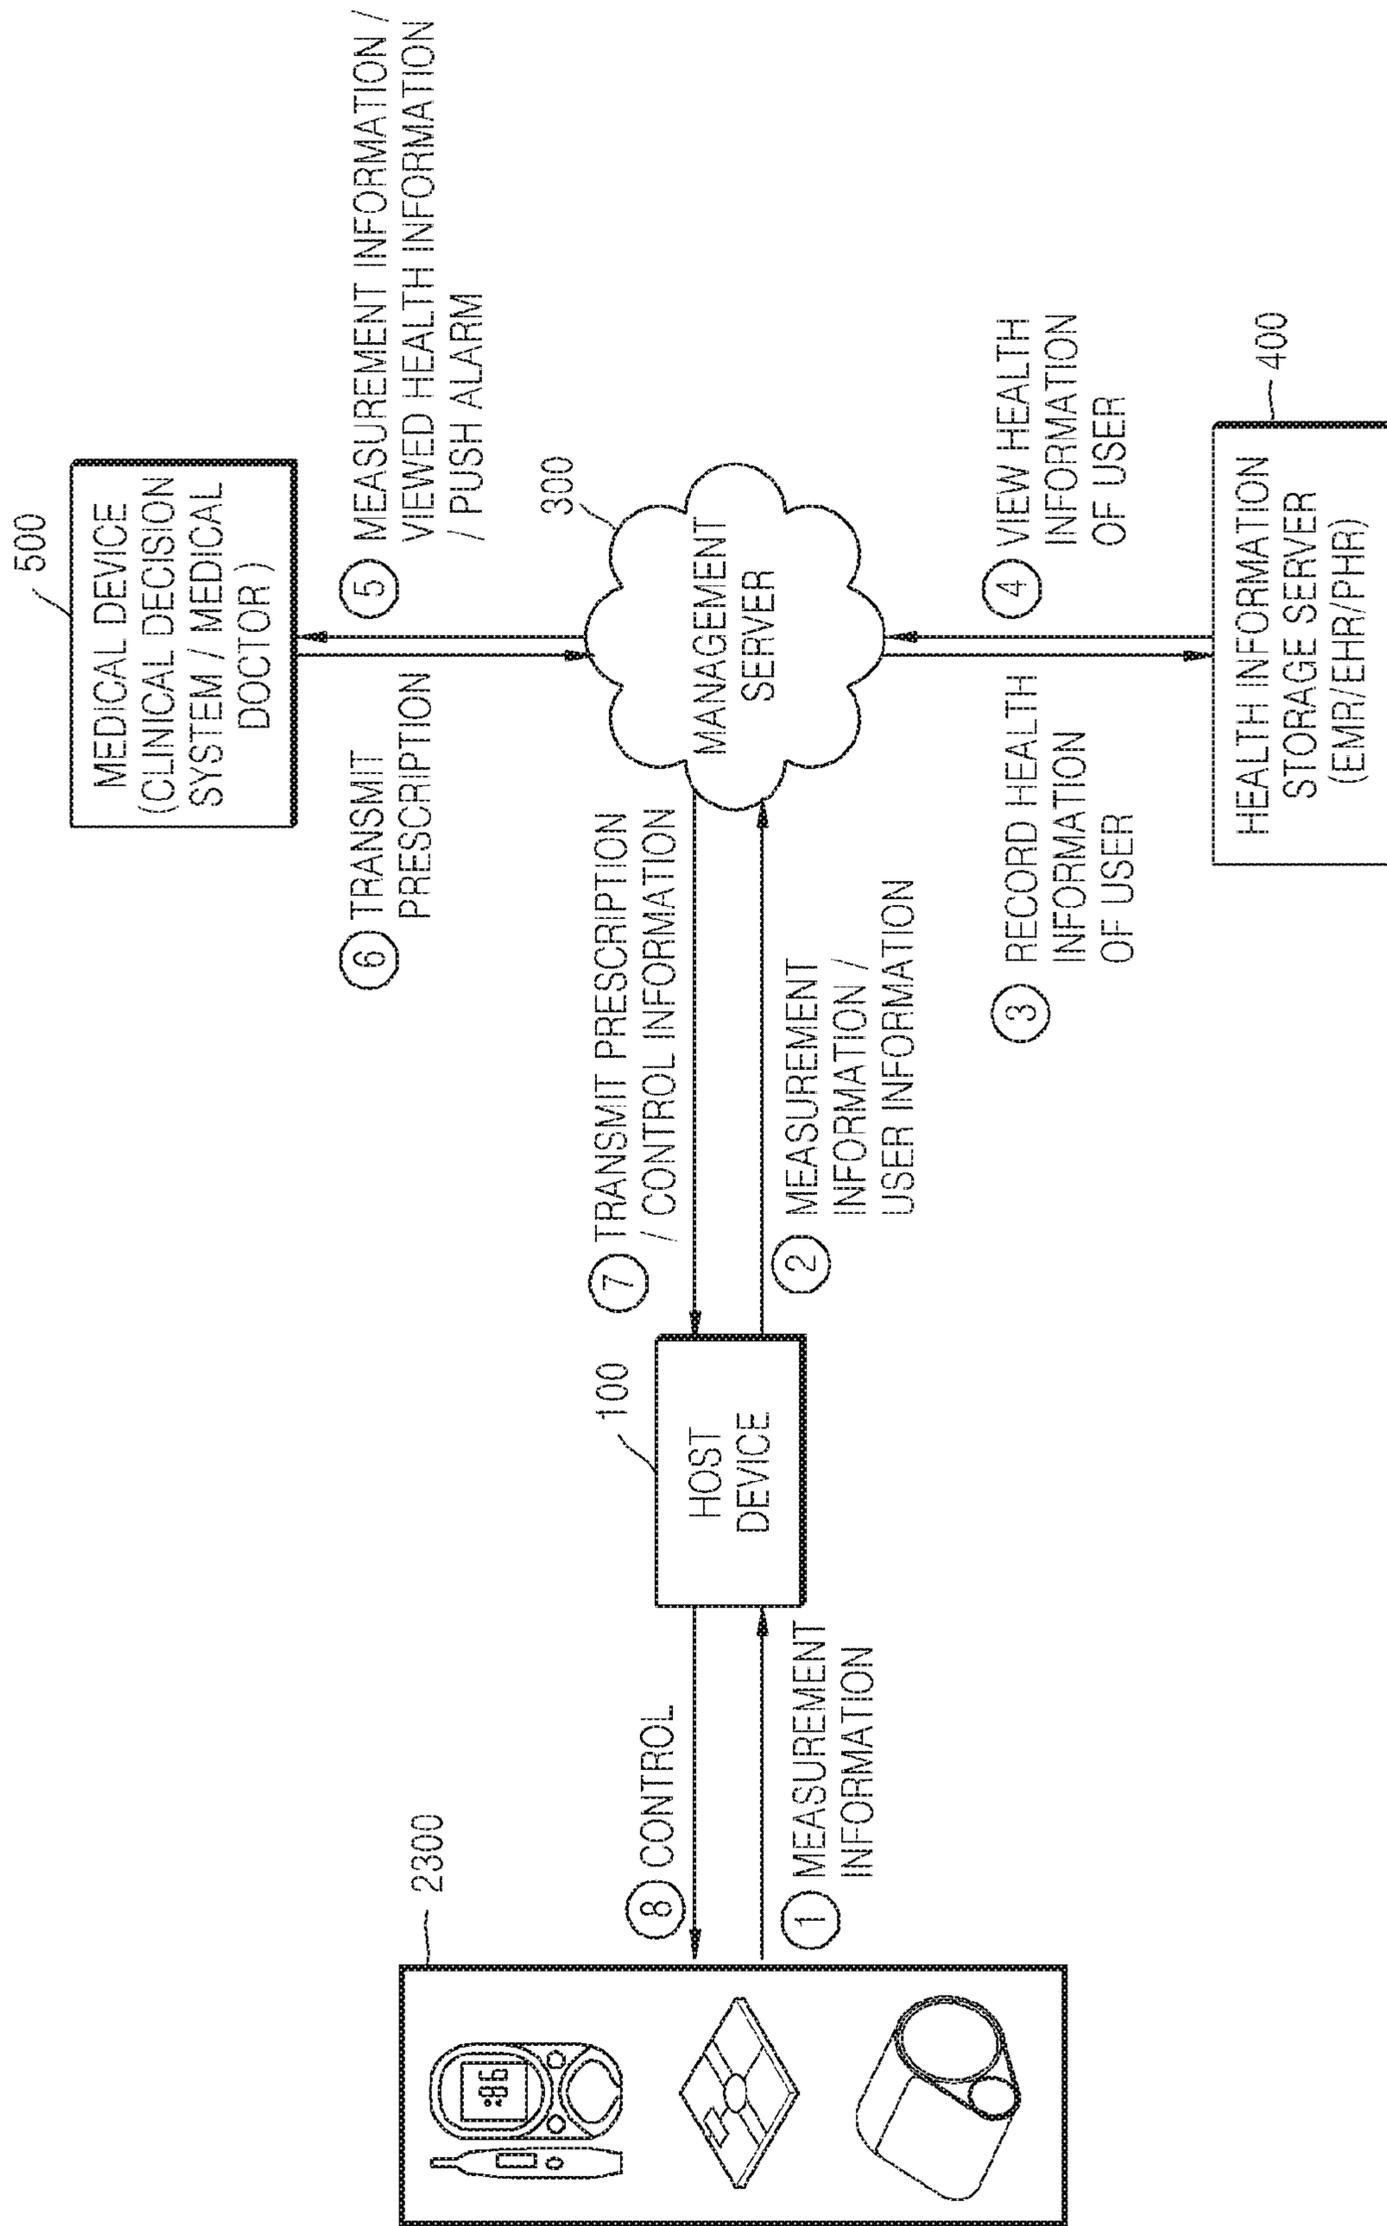 2300
98
⑧ CONTROL
① MEASUREMENT
INFORMATION
100
HOST
DEVICE
⑦ TRANSMIT PRESCRIPTION
/ CONTROL INFORMATION
② MEASUREMENT
INFORMATION /
USER INFORMATION
500
MEDICAL DEVICE
(CLINICAL DECISION
SYSTEM / MEDICAL
DOCTOR)
⑥ TRANSMIT
PRESCRIPTION
⑤ MEASUREMENT INFORMATION /
VIEWED HEALTH INFORMATION
/ PUSH ALARM
300
MANAGEMENT
SERVER
③ RECORD HEALTH
INFORMATION
OF USER
④ VIEW HEALTH
INFORMATION
OF USER
400
HEALTH INFORMATION
STORAGE SERVER
(EMR/EHR/PHR)